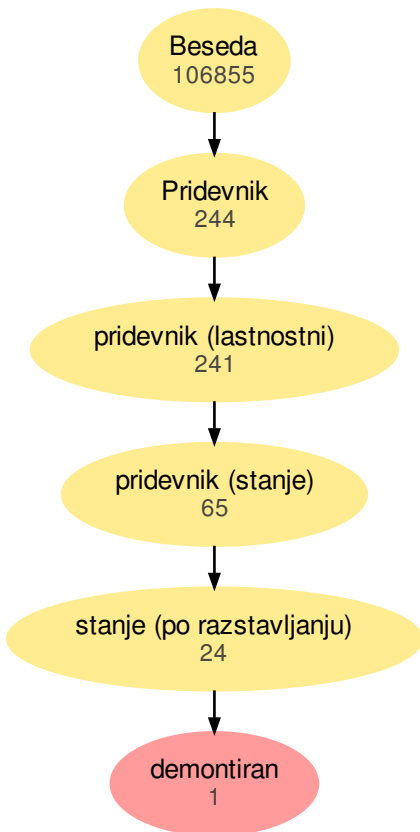 Beseda
106855
Pridevnik
244
pridevnik (lastnostni)
241
pridevnik (stanje)
65
stanje (po razstavljanju)
24
demontiran
1